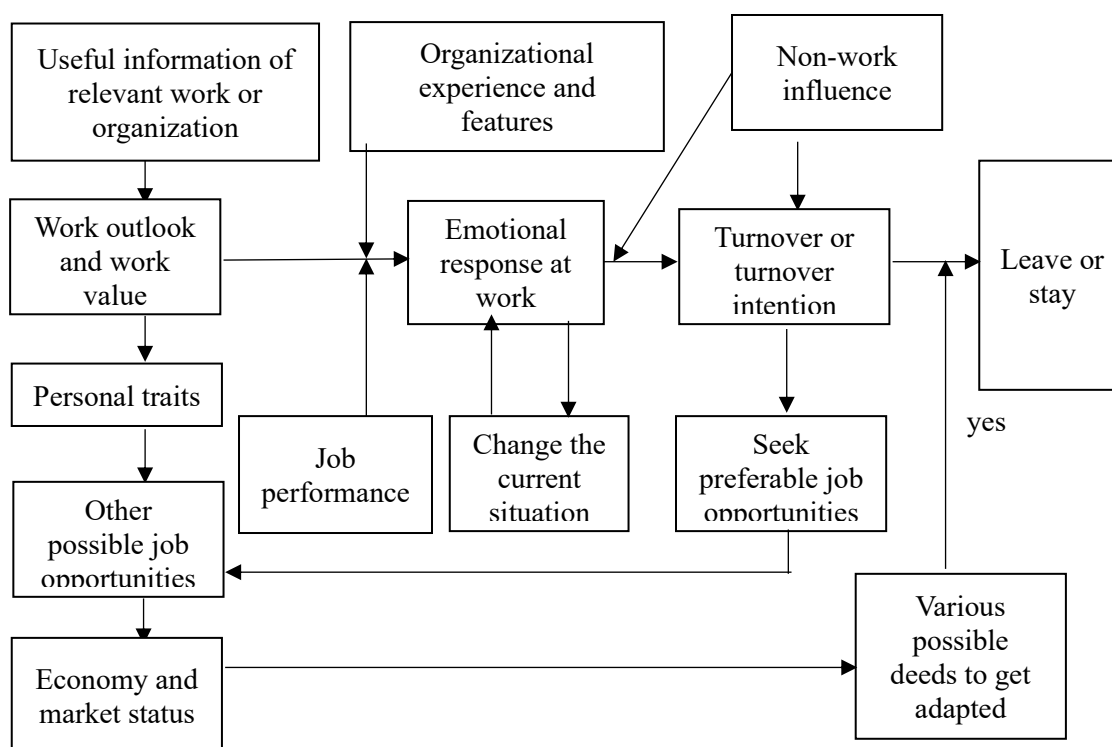 Useful information of
relevant work or
organization
Organizational
experience and
features
Non-work
influence
Work outlook
and work
value
Emotional
response at
work
Turnover or
turnover
intention
Leave or
stay
Personal traits
Job
performance
Change the
current
situation
Seek
preferable job
opportunities
yes
Other
possible job
opportunities
Various
possible
deeds to get
adapted
Economy and
market status